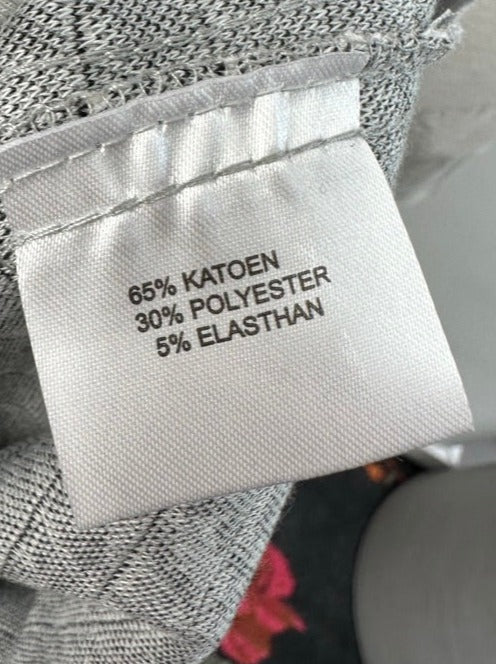 65% KATOEN
30% POLYESTER
5% ELASTHAN